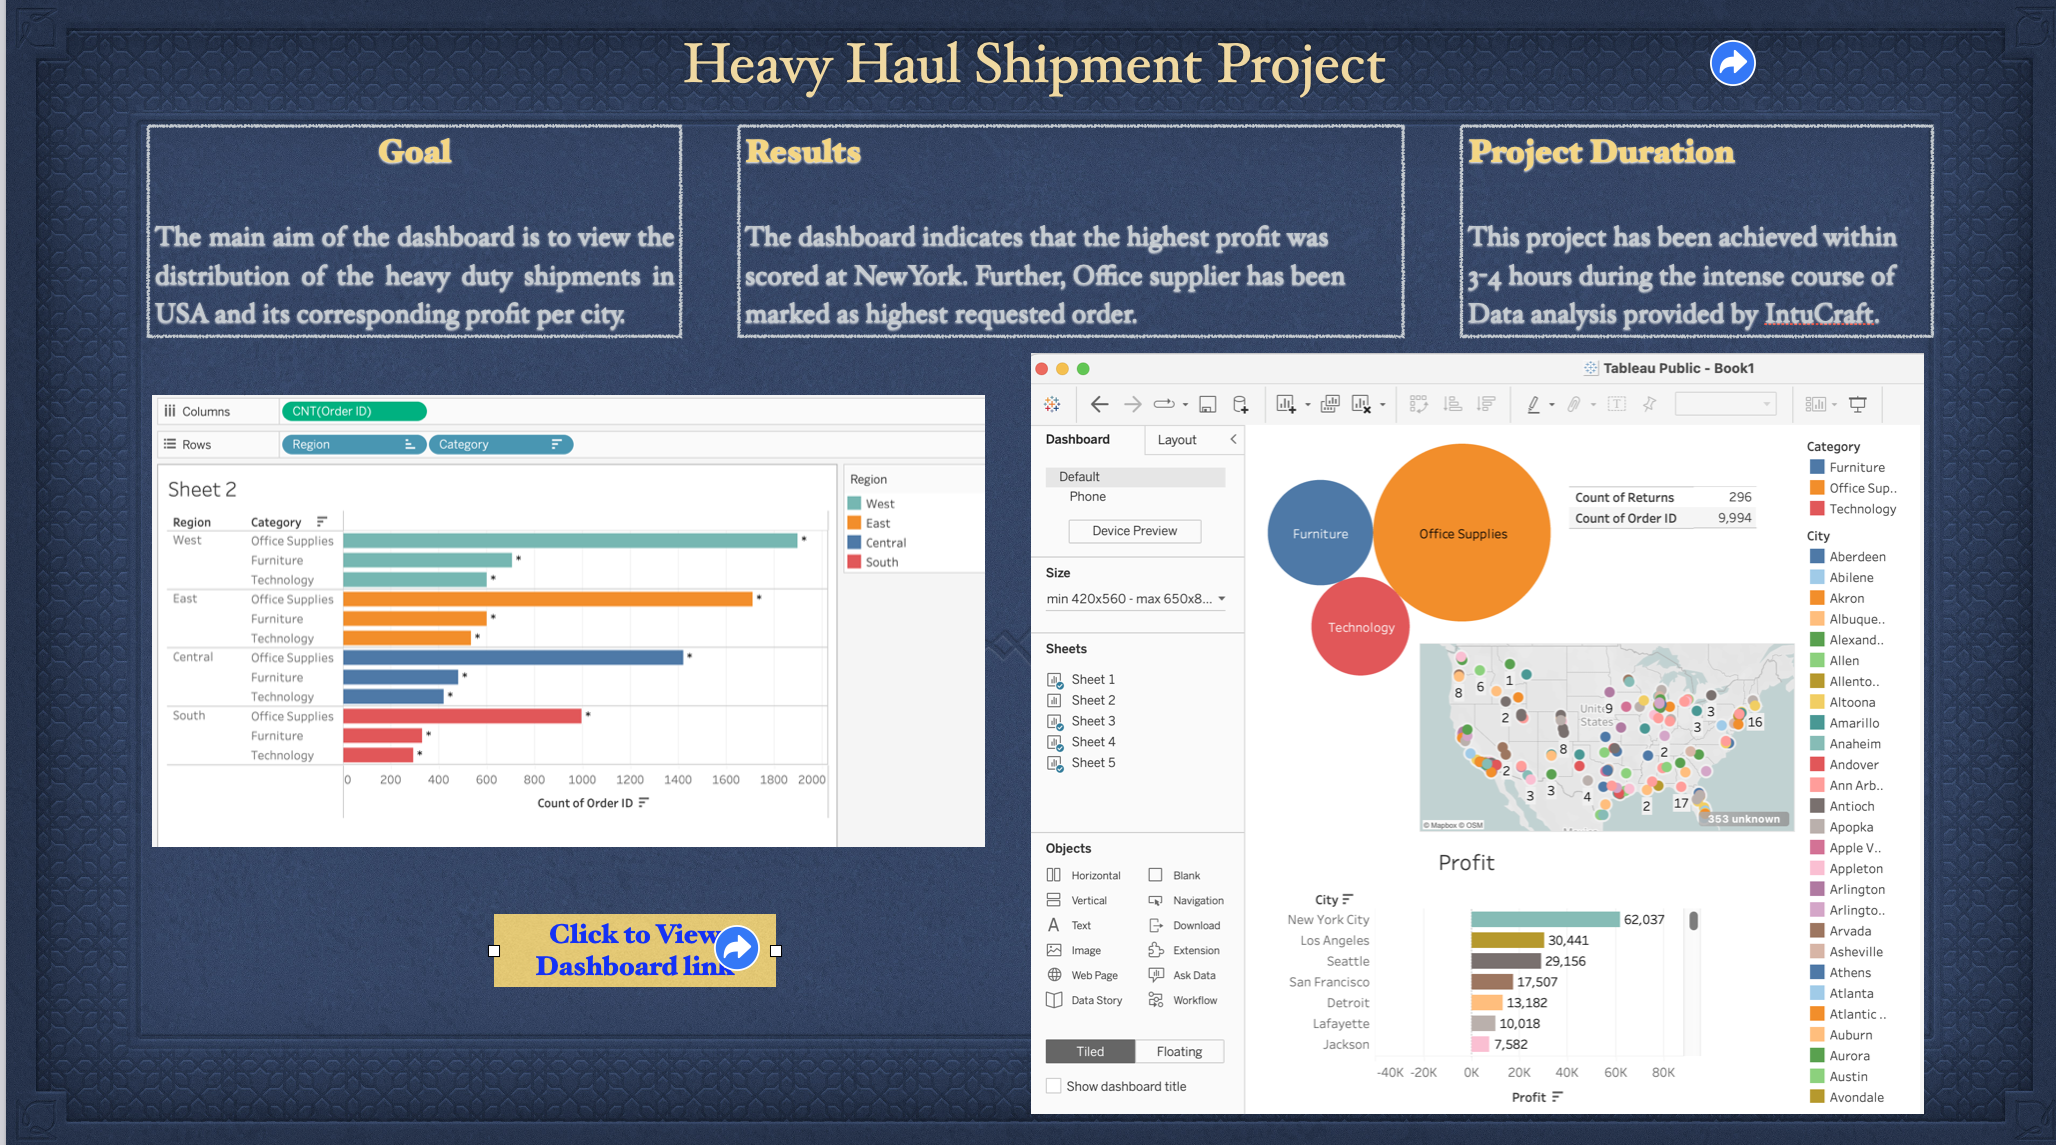 Heavy Haul Shipment Project
Goal
The main aim of the dashboard is to view the
distribution of the heavy duty shipments in
USA and its corresponding profit per city.
Results
The dashboard indicates that the highest profit was
scored at NewYork. Further, Office supplier has been
marked as highest requested order.
Project Duration
This project has been achieved within
3-4 hours during the intense course of
Data analysis provided by IntuCraft.
Columns
CNT(Order ID)
Rows
Region
Category
Sheet 2
Region Category
West Office Supplies *
Furniture *
Technology *
East Office Supplies *
Furniture *
Technology *
Central Office Supplies *
Furniture *
Technology *
South Office Supplies *
Furniture *
Technology *
0 200 400 600 800 1000 1200 1400 1600 1800 2000
Count of Order ID
Region
West
East
Central
South
Click to View
Dashboard link
Tableau Public - Book1
Dashboard
Layout
Default
Phone
Device Preview
Size
min 420x560 - max 650x8...
Sheets
Sheet 1
Sheet 2
Sheet 3
Sheet 4
Sheet 5
Objects
Horizontal Blank
Vertical Navigation
Text Download
Image Extension
Web Page Ask Data
Data Story Workflow
Tiled Floating
Show dashboard title
Furniture
Office Supplies
Technology
Count of Returns 296
Count of Order ID 9,994
8
6
1
2
United
States
9
3
3
16
8
2
2
3
3
4
2
17
© Mapbox © OSM
353 unknown
Profit
City
New York City 62,037
Los Angeles 30,441
Seattle 29,156
San Francisco 17,507
Detroit 13,182
Lafayette 10,018
Jackson 7,582
-40K -20K 0K 20K 40K 60K 80K
Profit
Category
Furniture
Office Sup..
Technology
City
Aberdeen
Abilene
Akron
Albuque..
Alexand..
Allen
Allento..
Altoona
Amarillo
Anaheim
Andover
Ann Arb..
Antioch
Apopka
Apple V..
Appleton
Arlington
Arlingto..
Arvada
Asheville
Athens
Atlanta
Atlantic ..
Auburn
Aurora
Austin
Avondale